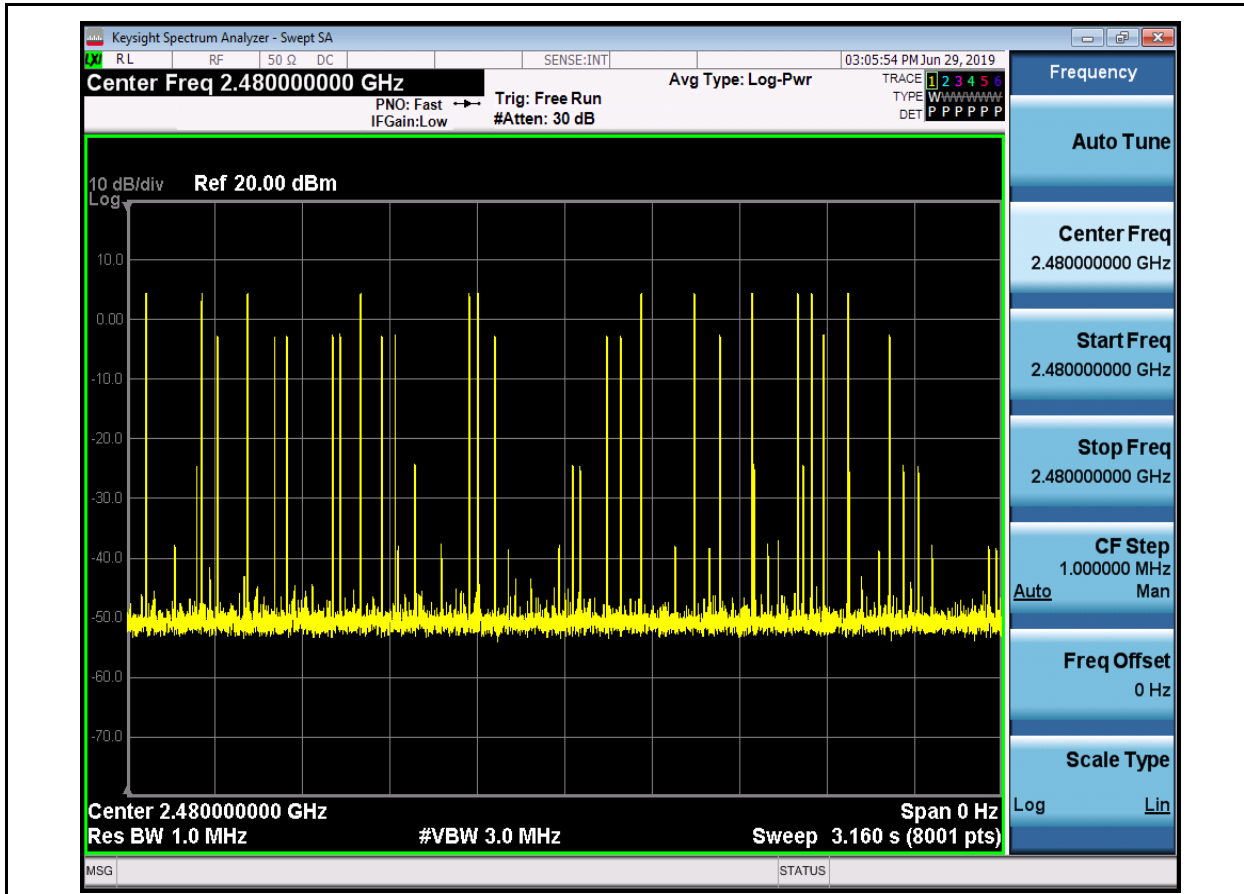 Keysight Spectrum Analyzer - Swept SA
LXI RL RF 50 Ω DC SENSE:INT 03:05:54 PM Jun 29, 2019
Center Freq 2.480000000 GHz
PNO: Fast
IFGain:Low
Trig: Free Run
#Atten: 30 dB
Avg Type: Log-Pwr
TRACE 1 2 3 4 5 6
TYPE WWWWWW
DET P P P P P P
10 dB/div Ref 20.00 dBm
Log
10.0
0.00
-10.0
-20.0
-30.0
-40.0
-50.0
-60.0
-70.0
Center 2.480000000 GHz Span 0 Hz
Res BW 1.0 MHz #VBW 3.0 MHz Sweep 3.160 s (8001 pts)
MSG STATUS
Frequency
Auto Tune
Center Freq
2.480000000 GHz
Start Freq
2.480000000 GHz
Stop Freq
2.480000000 GHz
CF Step
1.000000 MHz
Auto Man
Freq Offset
0 Hz
Scale Type
Log Lin